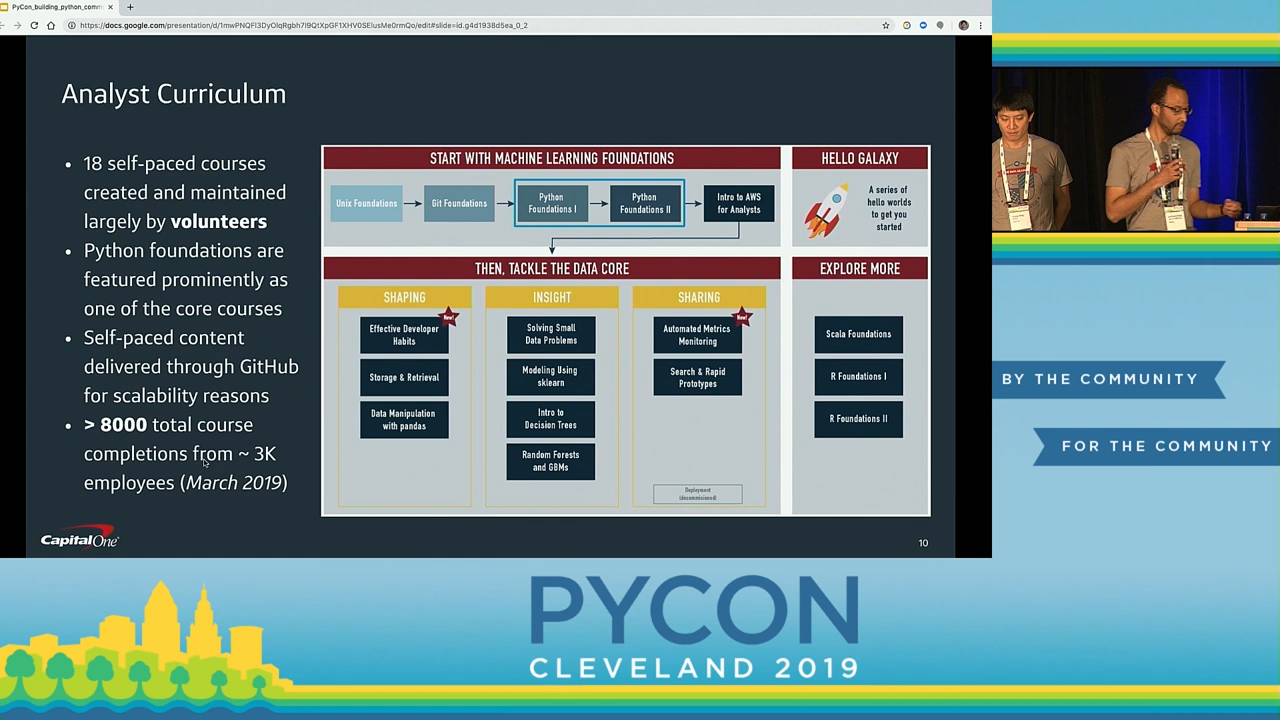 PyCon_building_python_comm
https://docs.google.com/presentation/d/1mwPNQFl3DyOlqRgbh7l9QtXpGF1XHV0SElusMe0rmQo/edit#slide=id.g4d1938d5ea_0_2
Analyst Curriculum
• 18 self-paced courses
created and maintained
largely by volunteers
• Python foundations are
featured prominently as
one of the core courses
• Self-paced content
delivered through GitHub
for scalability reasons
• > 8000 total course
completions from ~ 3K
employees (March 2019)
START WITH MACHINE LEARNING FOUNDATIONS
Unix Foundations
Git Foundations
Python
Foundations I
Python
Foundations II
Intro to AWS
for Analysts
HELLO GALAXY
A series of
hello worlds
to get you
started
THEN, TACKLE THE DATA CORE
SHAPING
New!
Effective Developer
Habits
Storage & Retrieval
Data Manipulation
with pandas
INSIGHT
Solving Small
Data Problems
Modeling Using
sklearn
Intro to
Decision Trees
Random Forests
and GBMs
SHARING
New!
Automated Metrics
Monitoring
Search & Rapid
Prototypes
Deployment
(decommissioned)
EXPLORE MORE
Scala Foundations
R Foundations I
R Foundations II
Capital One
10
BY THE COMMUNITY
FOR THE COMMUNITY
PYCON
CLEVELAND 2019